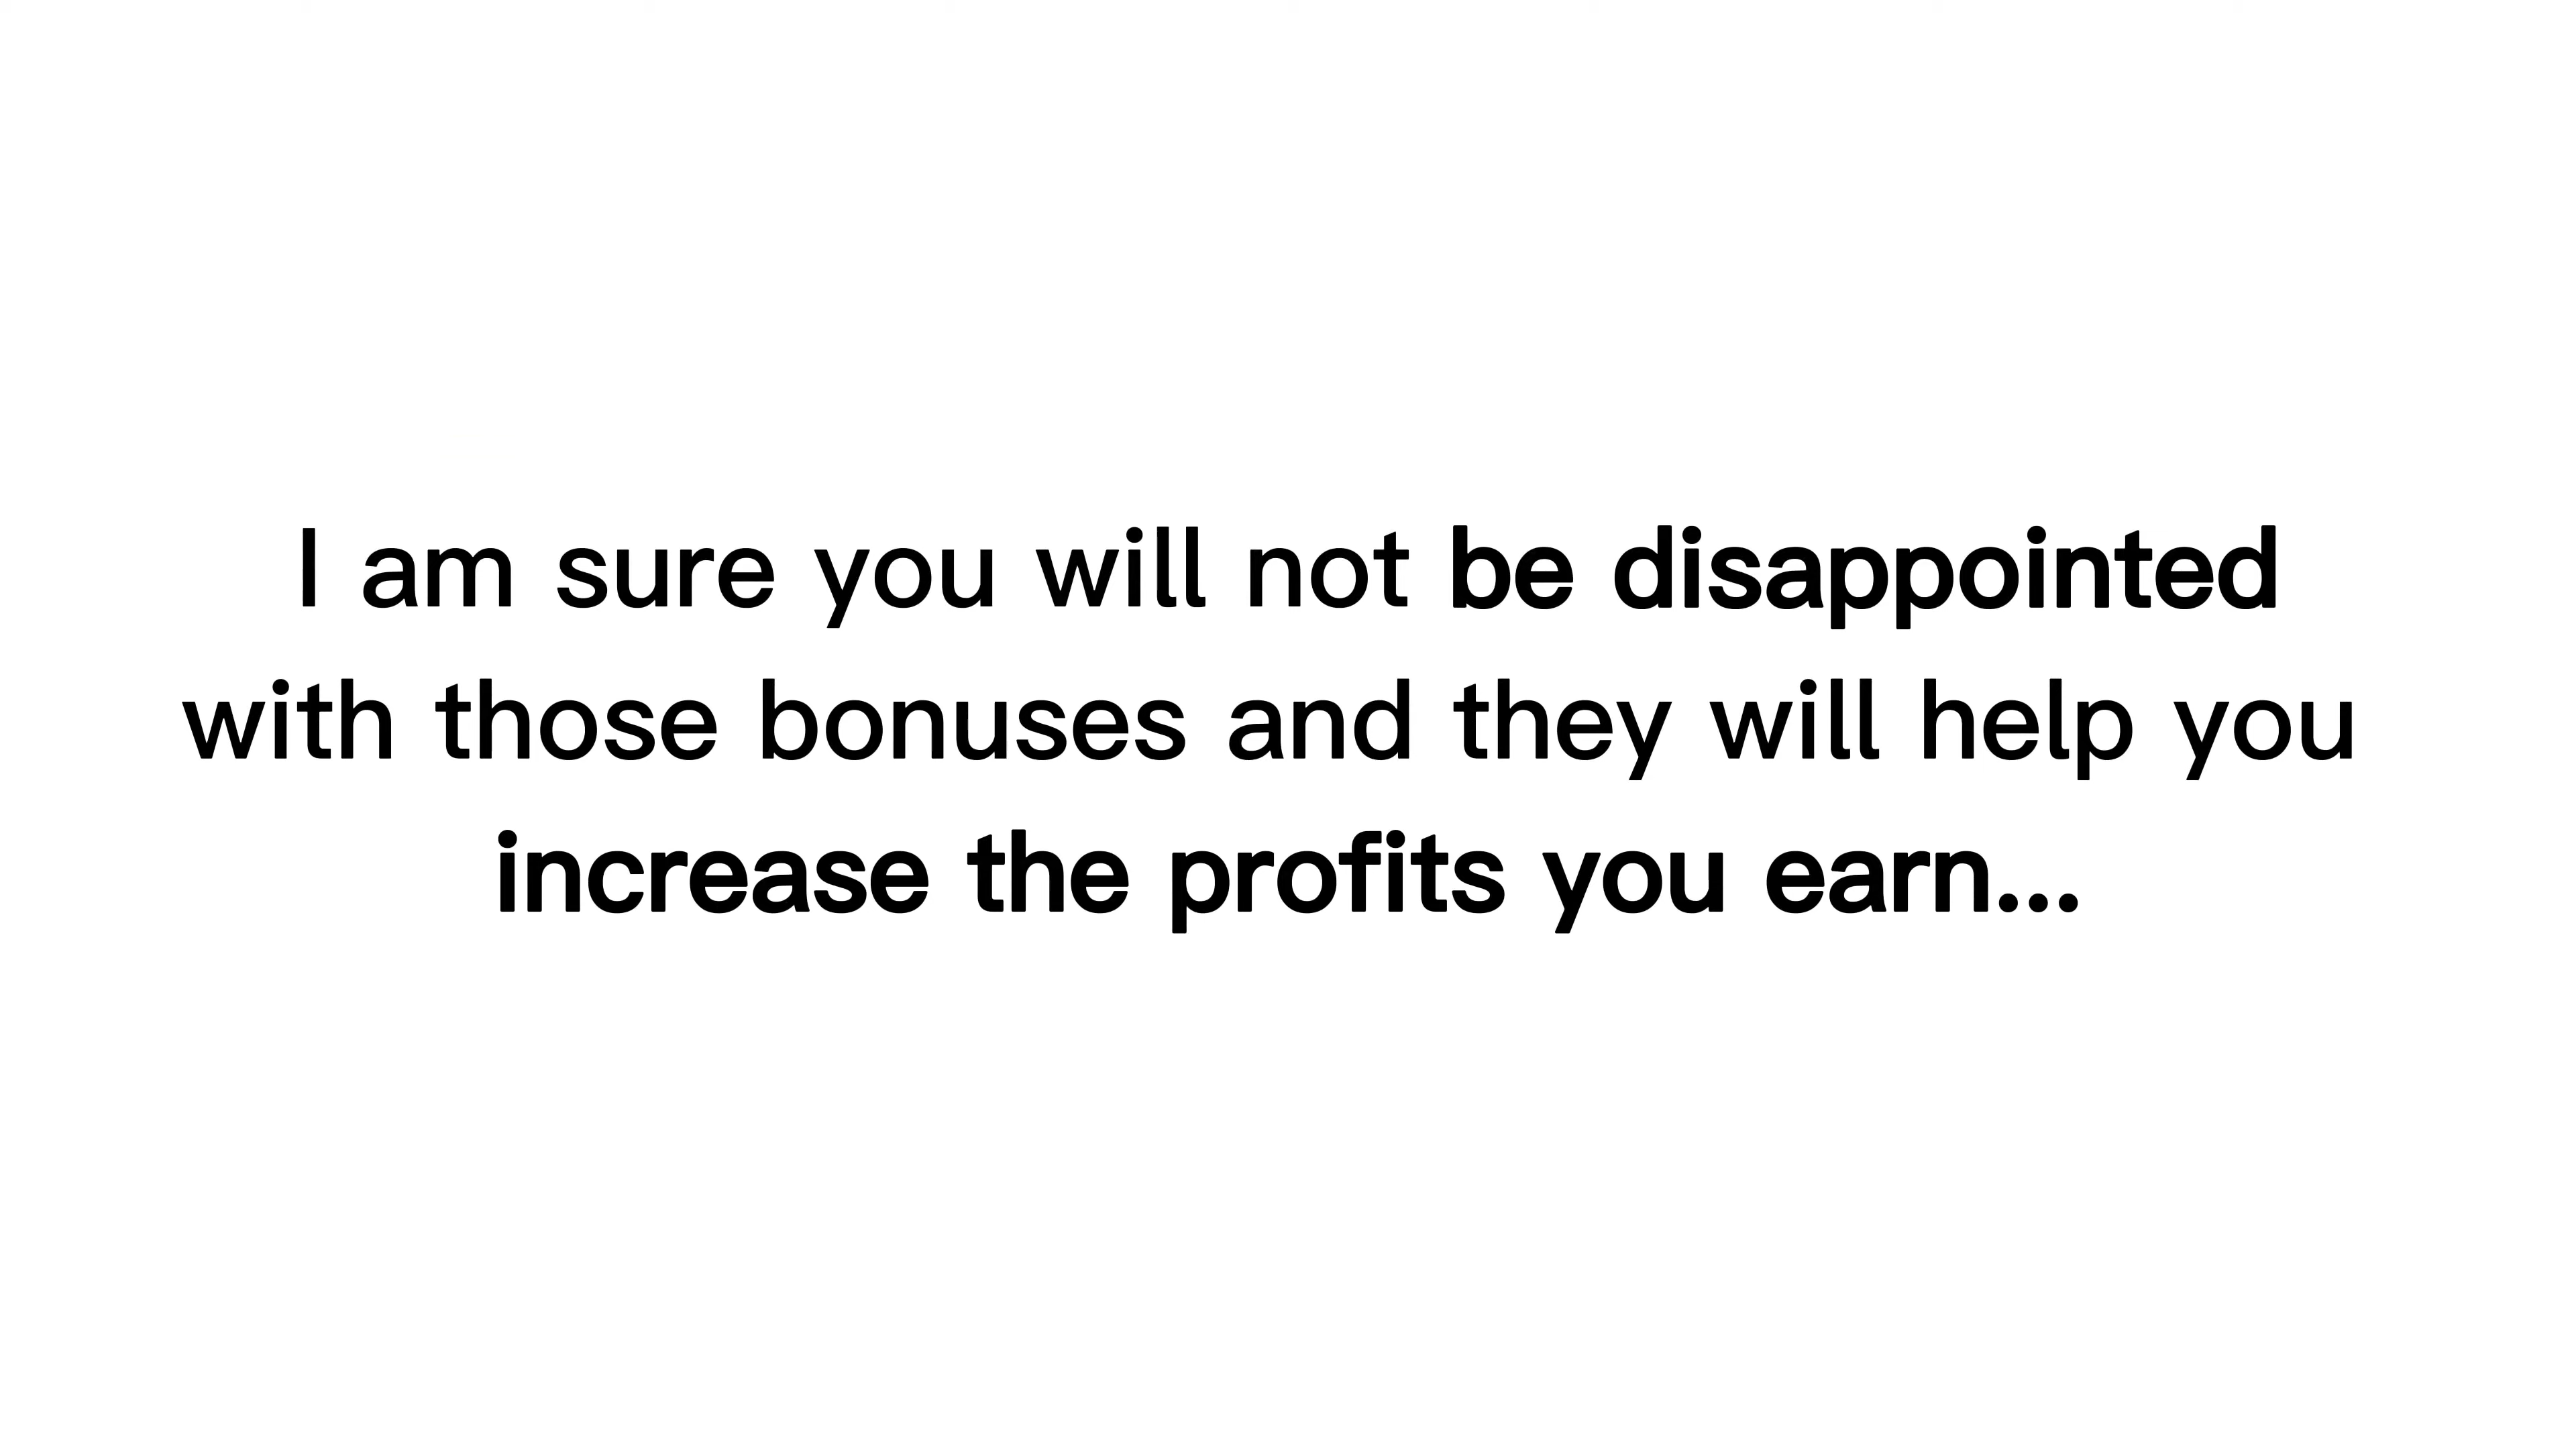 I am sure you will not be disappointed
with those bonuses and they will help you
increase the profits you earn...